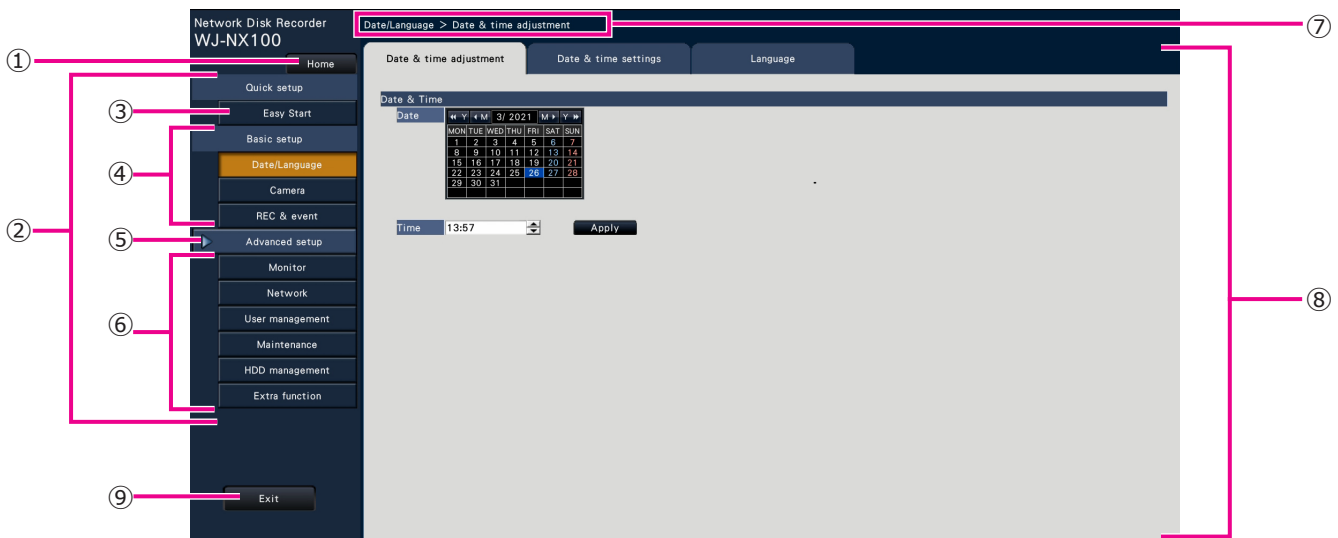 Network Disk Recorder
WJ-NX100
Date/Language > Date & time adjustment
⑦
① Home
Date & time adjustment Date & time settings Language
⑧
②
Quick setup
③ Easy Start
④ Basic setup
Date/Language
Camera
REC & event
⑤ Advanced setup
⑥ Monitor
Network
User management
Maintenance
HDD management
Extra function
⑨ Exit
Date & Time
Date
Y M 3/ 2021 M Y
MON TUE WED THU FRI SAT SUN
1 2 3 4 5 6 7
8 9 10 11 12 13 14
15 16 17 18 19 20 21
22 23 24 25 26 27 28
29 30 31
Time 13:57 Apply